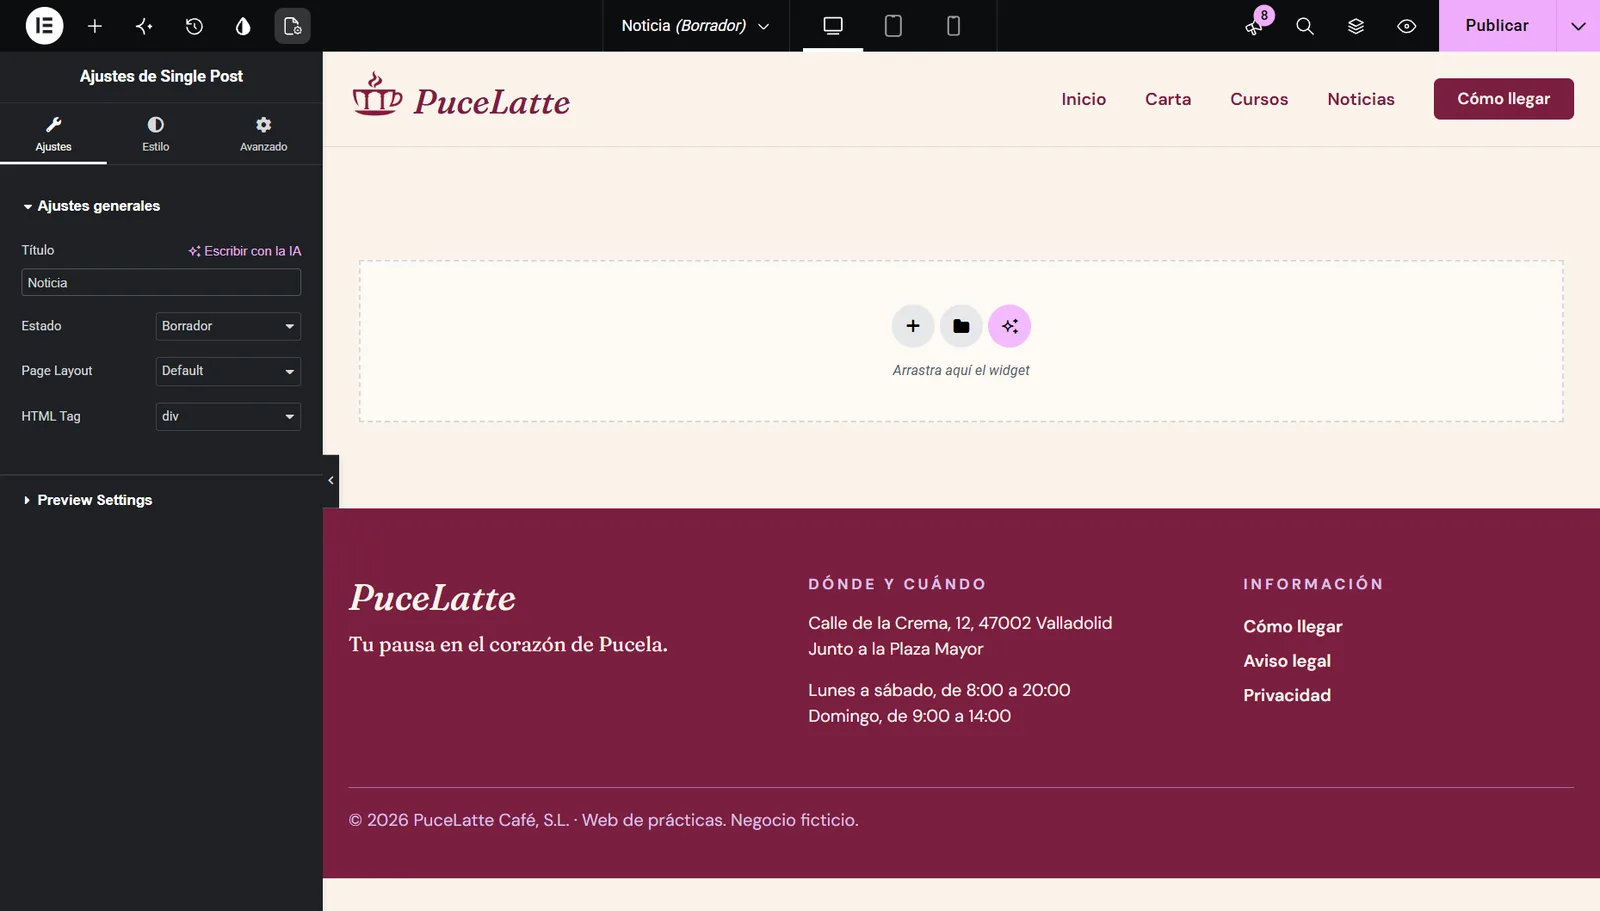 Noticia (Borrador)
8
Publicar
Ajustes de Single Post
Ajustes
Estilo
Avanzado
Ajustes generales
Título
Escribir con la IA
Noticia
Estado
Borrador
Page Layout
Default
HTML Tag
div
Preview Settings
PuceLatte
Inicio
Carta
Cursos
Noticias
Cómo llegar
Arrastra aquí el widget
PuceLatte
Tu pausa en el corazón de Pucela.
DÓNDE Y CUÁNDO
Calle de la Crema, 12, 47002 Valladolid
Junto a la Plaza Mayor
Lunes a sábado, de 8:00 a 20:00
Domingo, de 9:00 a 14:00
INFORMACIÓN
Cómo llegar
Aviso legal
Privacidad
© 2026 PuceLatte Café, S.L. · Web de prácticas. Negocio ficticio.